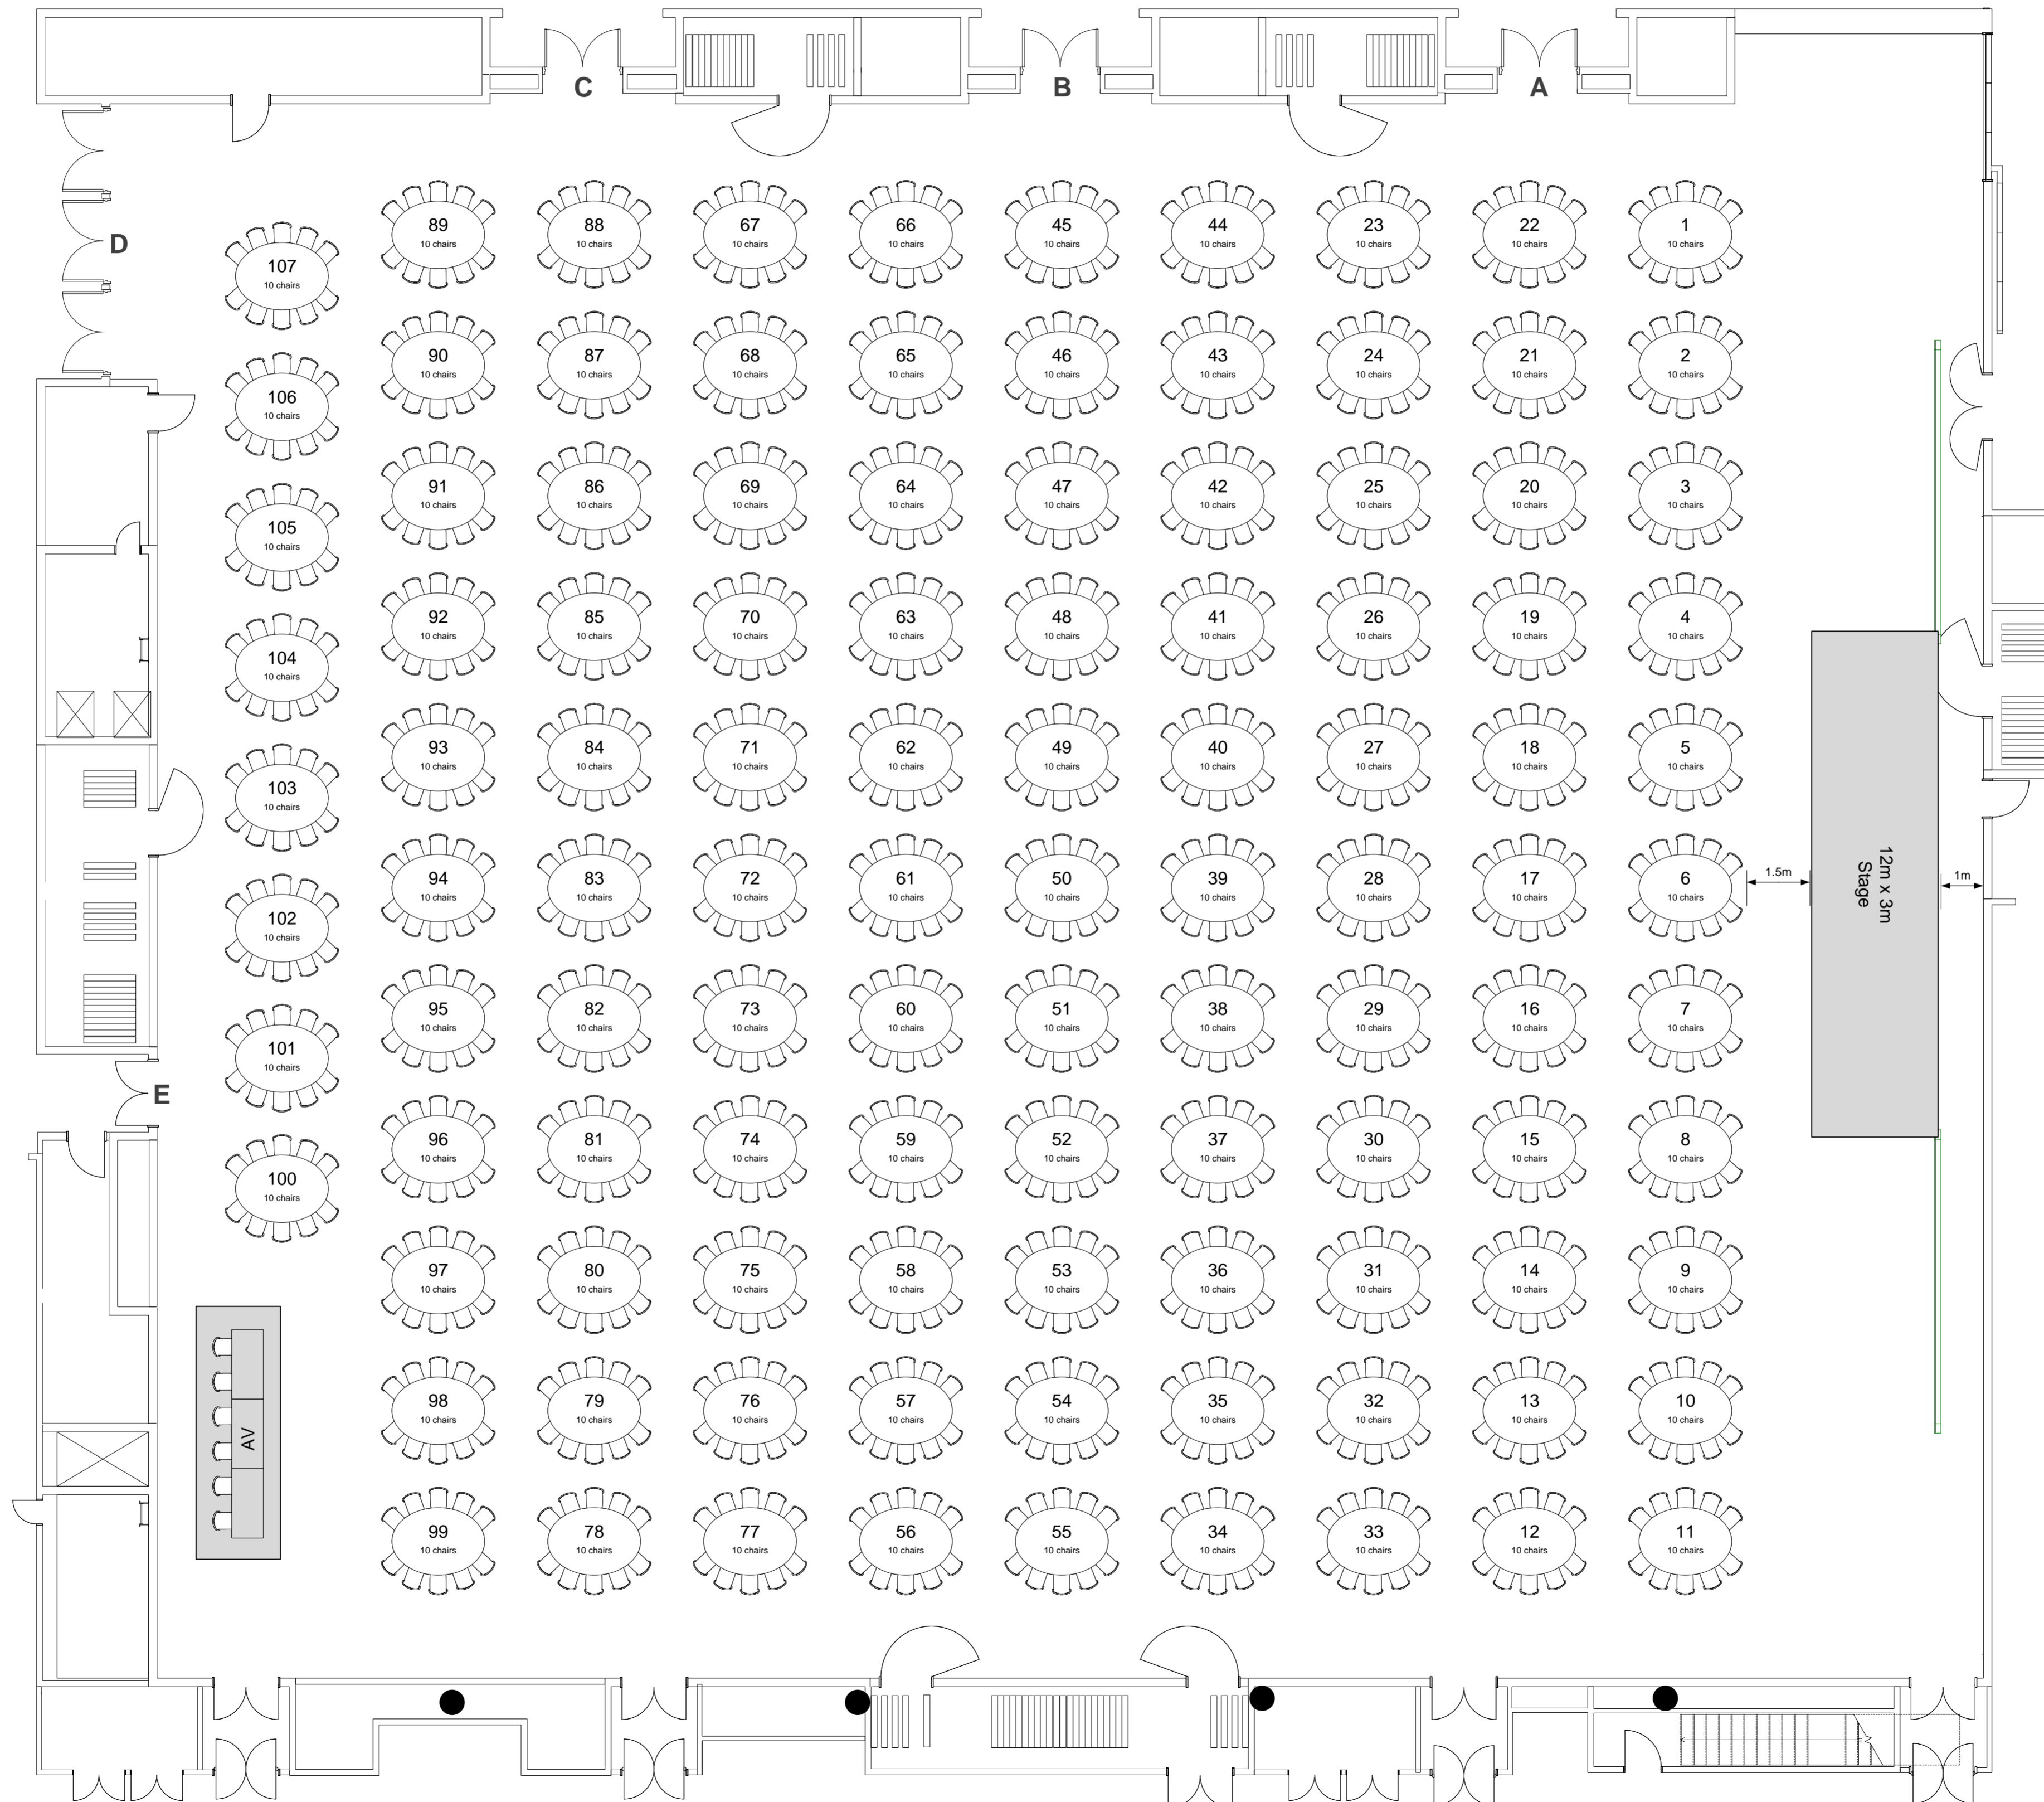 C
B
A
D
89
10 chairs
88
10 chairs
67
10 chairs
66
10 chairs
45
10 chairs
44
10 chairs
23
10 chairs
22
10 chairs
1
10 chairs
107
10 chairs
90
10 chairs
87
10 chairs
68
10 chairs
65
10 chairs
46
10 chairs
43
10 chairs
24
10 chairs
21
10 chairs
2
10 chairs
106
10 chairs
91
10 chairs
86
10 chairs
69
10 chairs
64
10 chairs
47
10 chairs
42
10 chairs
25
10 chairs
20
10 chairs
3
10 chairs
105
10 chairs
92
10 chairs
85
10 chairs
70
10 chairs
63
10 chairs
48
10 chairs
41
10 chairs
26
10 chairs
19
10 chairs
4
10 chairs
104
10 chairs
93
10 chairs
84
10 chairs
71
10 chairs
62
10 chairs
49
10 chairs
40
10 chairs
27
10 chairs
18
10 chairs
5
10 chairs
103
10 chairs
94
10 chairs
83
10 chairs
72
10 chairs
61
10 chairs
50
10 chairs
39
10 chairs
28
10 chairs
17
10 chairs
6
10 chairs
1.5m
12m x 3m
Stage
1m
102
10 chairs
95
10 chairs
82
10 chairs
73
10 chairs
60
10 chairs
51
10 chairs
38
10 chairs
29
10 chairs
16
10 chairs
7
10 chairs
101
10 chairs
E
96
10 chairs
81
10 chairs
74
10 chairs
59
10 chairs
52
10 chairs
37
10 chairs
30
10 chairs
15
10 chairs
8
10 chairs
100
10 chairs
97
10 chairs
80
10 chairs
75
10 chairs
58
10 chairs
53
10 chairs
36
10 chairs
31
10 chairs
14
10 chairs
9
10 chairs
98
10 chairs
79
10 chairs
76
10 chairs
57
10 chairs
54
10 chairs
35
10 chairs
32
10 chairs
13
10 chairs
10
10 chairs
AV
99
10 chairs
78
10 chairs
77
10 chairs
56
10 chairs
55
10 chairs
34
10 chairs
33
10 chairs
12
10 chairs
11
10 chairs